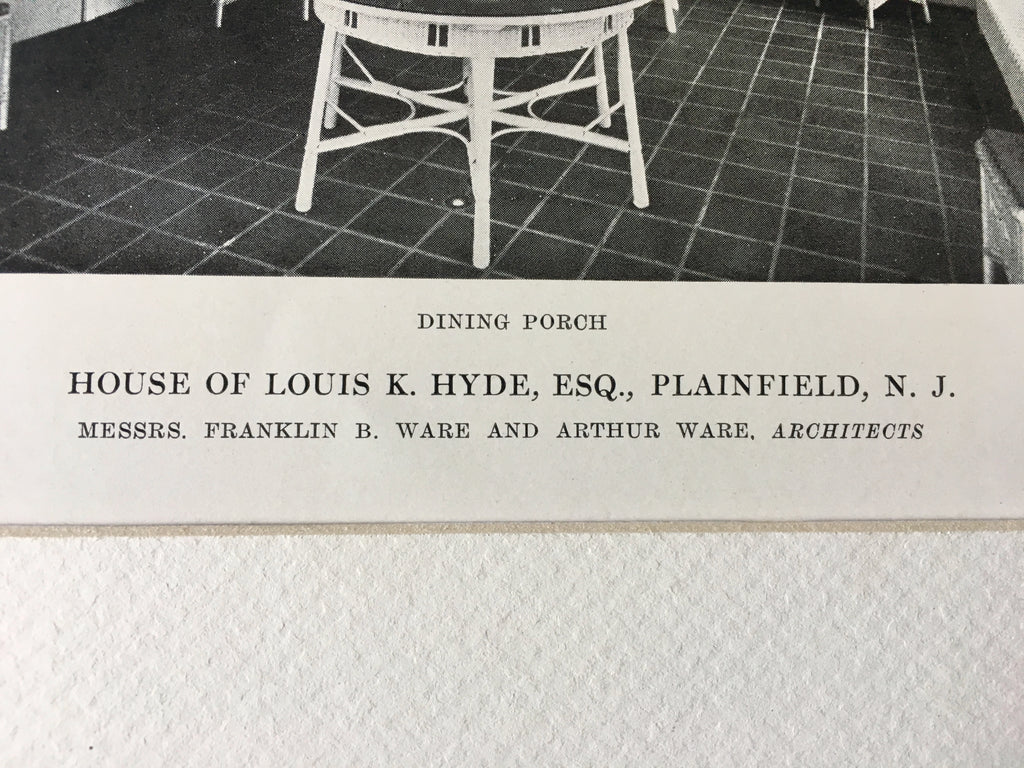 DINING PORCH
HOUSE OF LOUIS K. HYDE, ESQ., PLAINFIELD, N. J.
MESSRS. FRANKLIN B. WARE AND ARTHUR WARE, ARCHITECTS